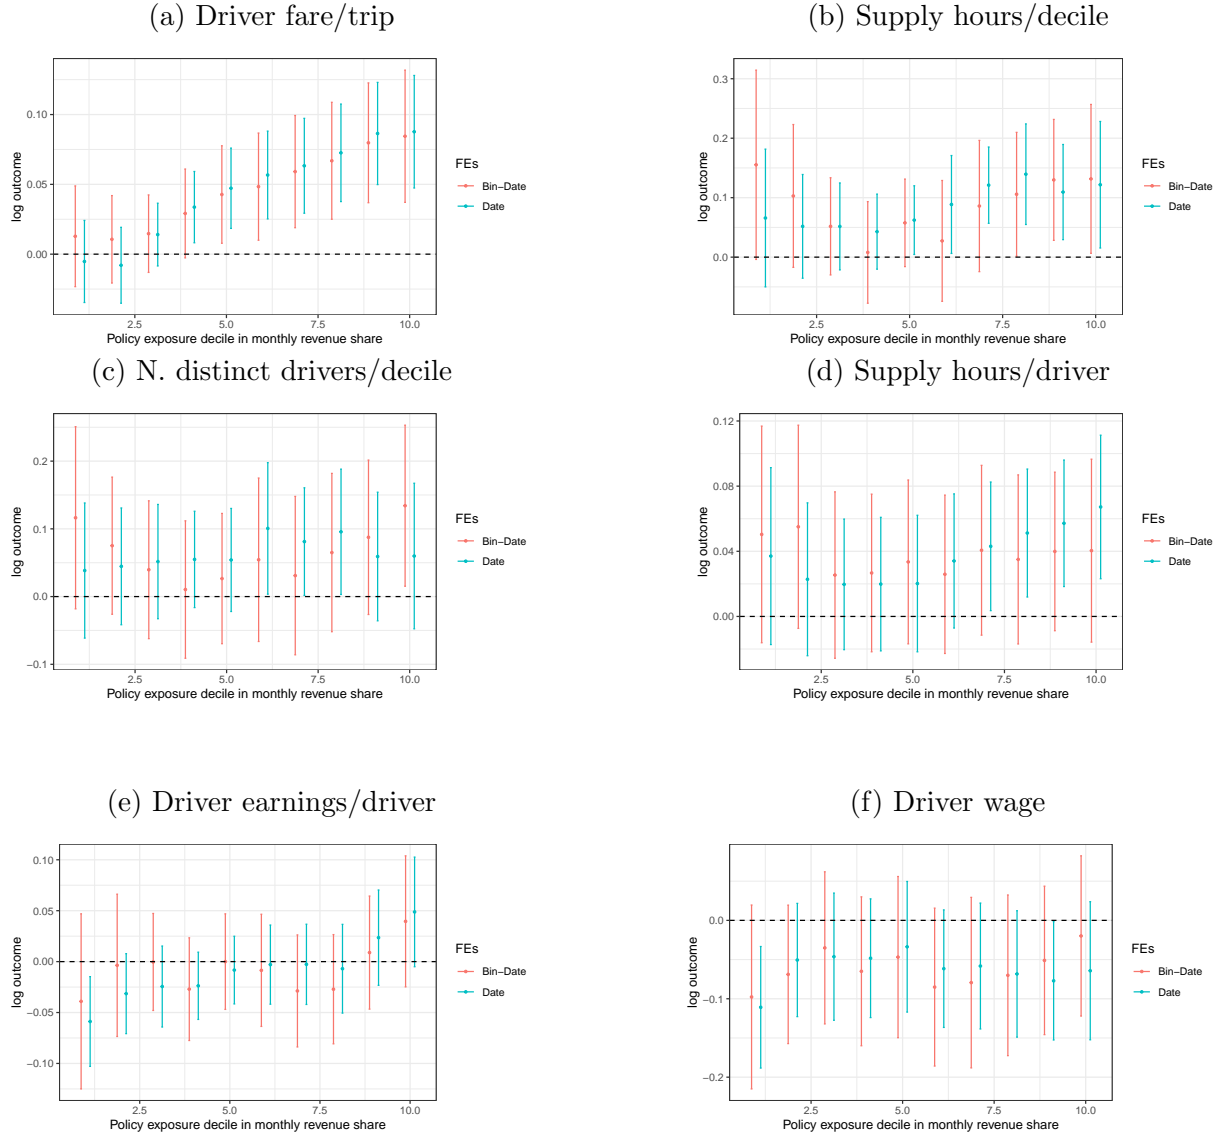 (a) Driver fare/trip
log outcome
0.10
0.05
0.00
2.5 5.0 7.5 10.0
Policy exposure decile in monthly revenue share
FEs
Bin−Date
Date
(b) Supply hours/decile
log outcome
0.3
0.2
0.1
0.0
2.5 5.0 7.5 10.0
Policy exposure decile in monthly revenue share
FEs
Bin−Date
Date
(c) N. distinct drivers/decile
log outcome
0.2
0.1
0.0
−0.1
2.5 5.0 7.5 10.0
Policy exposure decile in monthly revenue share
FEs
Bin−Date
Date
(d) Supply hours/driver
log outcome
0.12
0.08
0.04
0.00
2.5 5.0 7.5 10.0
Policy exposure decile in monthly revenue share
FEs
Bin−Date
Date
(e) Driver earnings/driver
log outcome
0.10
0.05
0.00
−0.05
−0.10
2.5 5.0 7.5 10.0
Policy exposure decile in monthly revenue share
FEs
Bin−Date
Date
(f) Driver wage
log outcome
0.0
−0.1
−0.2
2.5 5.0 7.5 10.0
Policy exposure decile in monthly revenue share
FEs
Bin−Date
Date